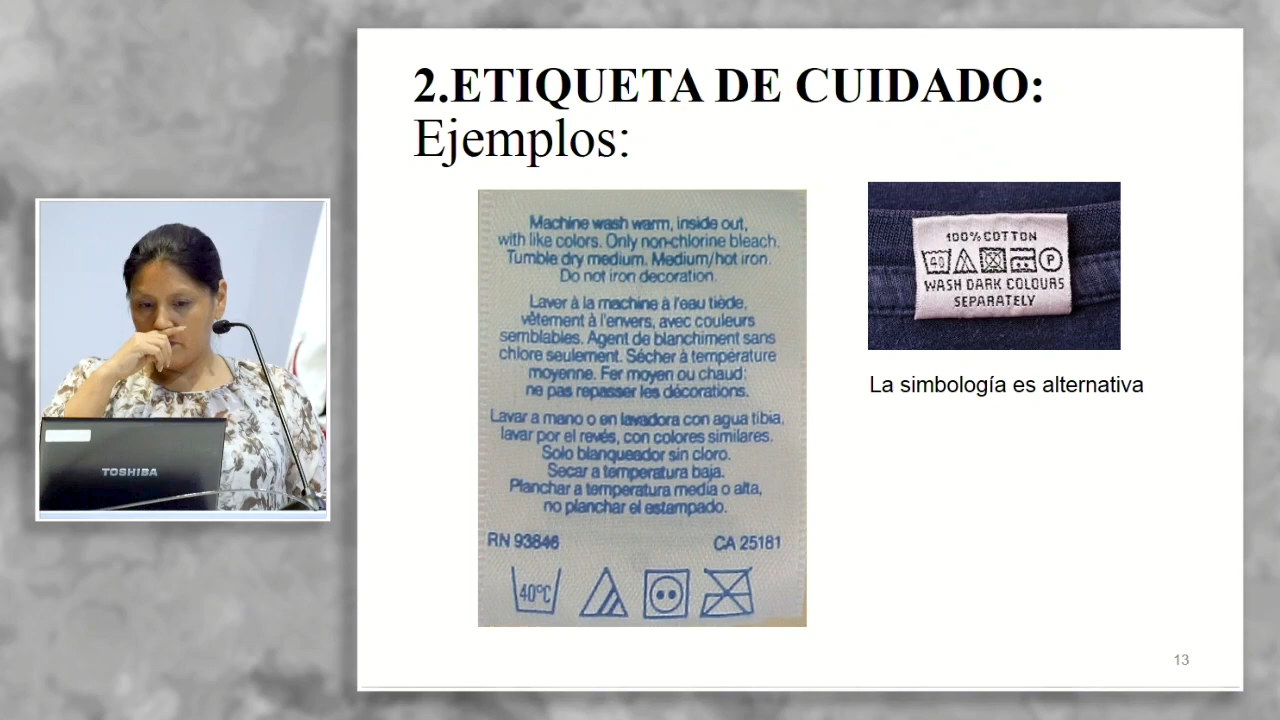 2.ETIQUETA DE CUIDADO:
Ejemplos:
Machine wash warm, inside out,
with like colors. Only non-chlorine bleach.
Tumble dry medium. Medium/hot iron.
Do not iron decoration.
Laver à la machine à l'eau tiède,
vêtement à l'envers, avec couleurs
semblables. Agent de blanchiment sans
chlore seulement. Sécher à température
moyenne. Fer moyen ou chaud:
ne pas repasser les décorations.
Lavar a mano o en lavadora con agua tibia,
lavar por el revés, con colores similares.
Solo blanqueador sin cloro.
Secar a temperatura baja.
Planchar a temperatura media o alta,
no planchar el estampado.
RN 93846 CA 25181
40°C
100% COTTON
40 P
WASH DARK COLOURS
SEPARATELY
La simbología es alternativa
TOSHIBA
13